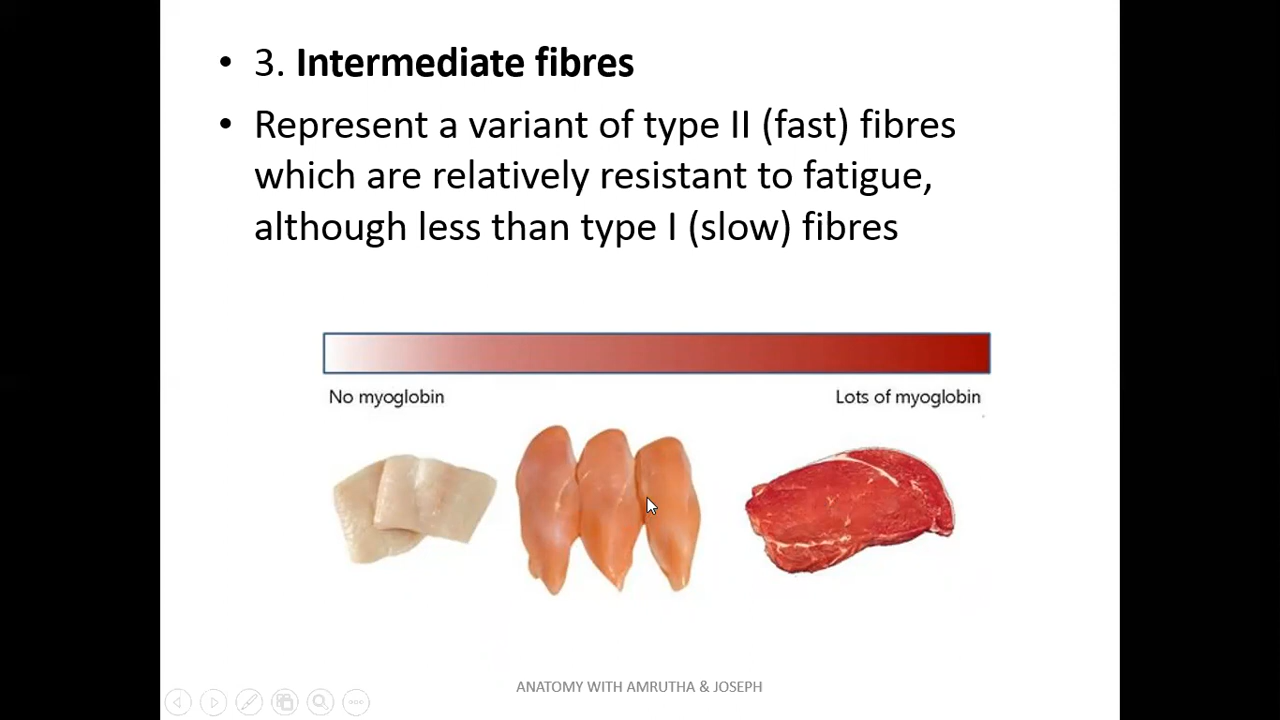 • 3. Intermediate fibres
• Represent a variant of type II (fast) fibres
which are relatively resistant to fatigue,
although less than type I (slow) fibres
No myoglobin
Lots of myoglobin
ANATOMY WITH AMRUTHA & JOSEPH